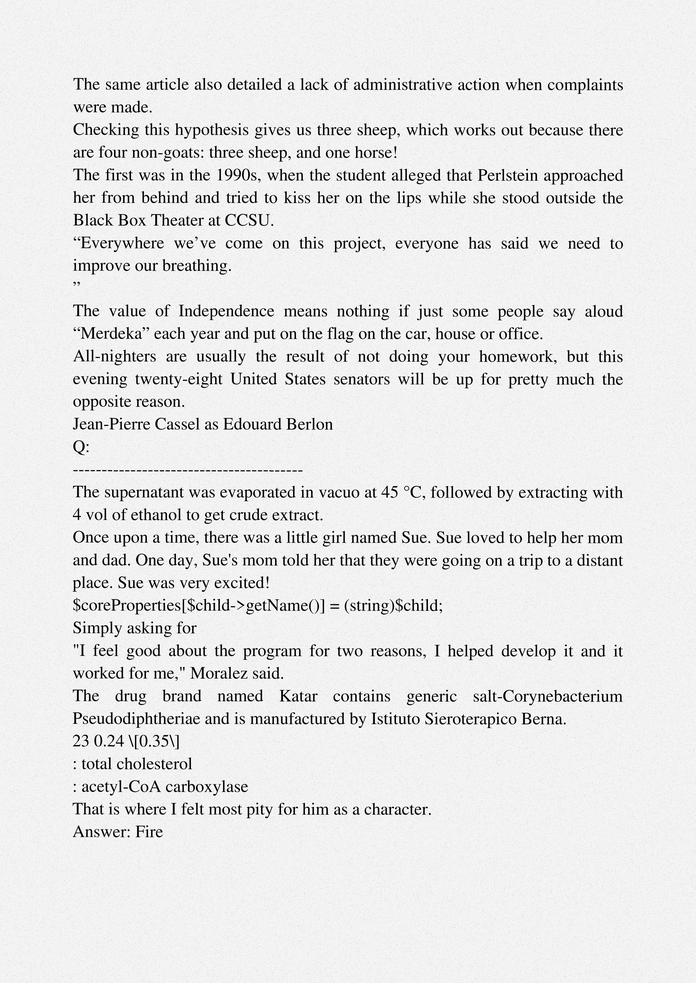 The same article also detailed a lack of administrative action when complaints
were made.
Checking this hypothesis gives us three sheep, which works out because there
are four non-goats: three sheep, and one horse!
The first was in the 1990s, when the student alleged that Perlstein approached
her from behind and tried to kiss her on the lips while she stood outside the
Black Box Theater at CCSU.
“Everywhere we’ve come on this project, everyone has said we need to
improve our breathing.
”
The value of Independence means nothing if just some people say aloud
“Merdeka” each year and put on the flag on the car, house or office.
All-nighters are usually the result of not doing your homework, but this
evening twenty-eight United States senators will be up for pretty much the
opposite reason.
Jean-Pierre Cassel as Edouard Berlon
Q:
-----------------------------------------
The supernatant was evaporated in vacuo at 45 °C, followed by extracting with
4 vol of ethanol to get crude extract.
Once upon a time, there was a little girl named Sue. Sue loved to help her mom
and dad. One day, Sue's mom told her that they were going on a trip to a distant
place. Sue was very excited!
$coreProperties[$child->getName()] = (string)$child;
Simply asking for
"I feel good about the program for two reasons, I helped develop it and it
worked for me," Moralez said.
The drug brand named Katar contains generic salt-Corynebacterium
Pseudodiphtheriae and is manufactured by Istituto Sieroterapico Berna.
23 0.24 \[0.35\]
: total cholesterol
: acetyl-CoA carboxylase
That is where I felt most pity for him as a character.
Answer: Fire